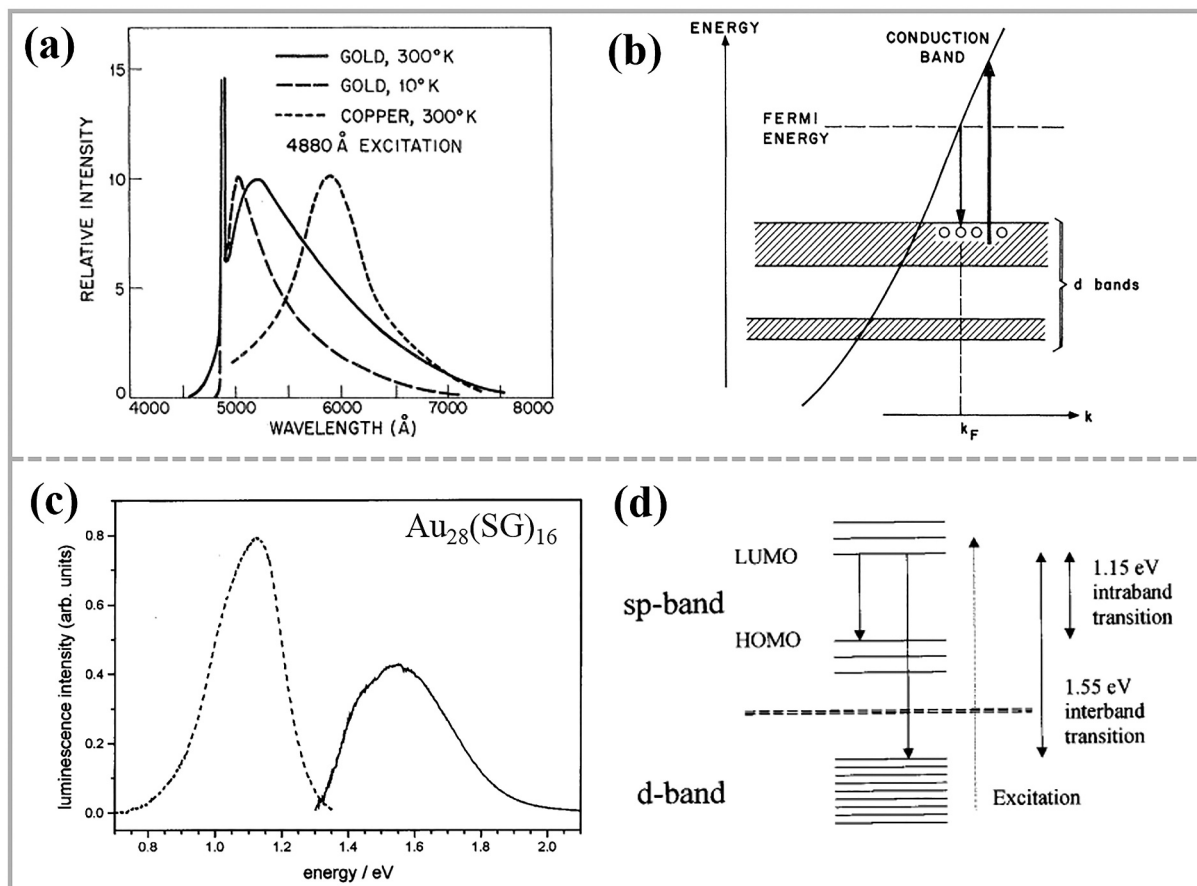 (a)
GOLD, 300°K
GOLD, 10°K
COPPER, 300°K
4880 Å EXCITATION
RELATIVE INTENSITY
15
10
5
0
4000
5000
6000
7000
8000
WAVELENGTH (Å)
(b)
ENERGY
CONDUCTION
BAND
FERMI
ENERGY
d bands
k_F
k
(c)
Au₂₈(SG)₁₆
luminescence intensity (arb. units)
0.8
0.6
0.4
0.2
0.0
0.8
1.0
1.2
1.4
1.6
1.8
2.0
energy / eV
(d)
LUMO
sp-band
HOMO
d-band
1.15 eV
intraband
transition
1.55 eV
interband
transition
Excitation